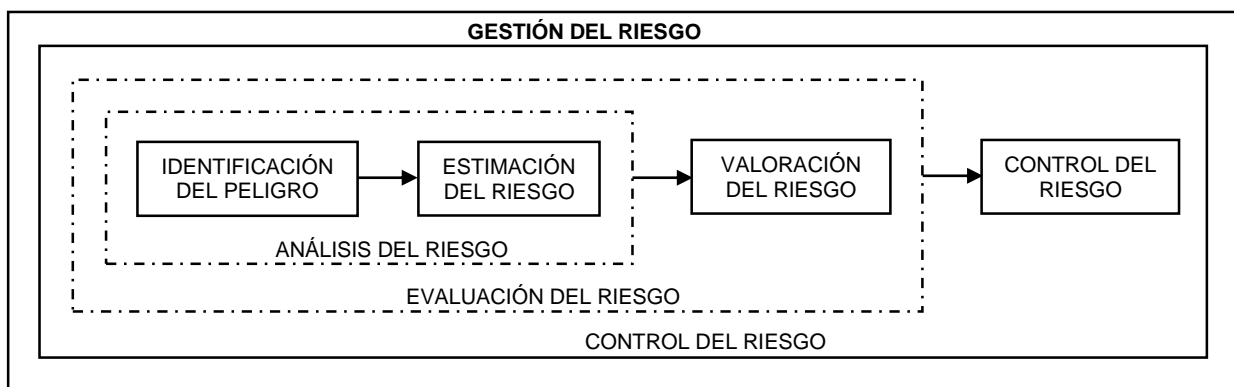 GESTIÓN DEL RIESGO
IDENTIFICACIÓN
DEL PELIGRO
ESTIMACIÓN
DEL RIESGO
VALORACIÓN
DEL RIESGO
CONTROL DEL
RIESGO
ANÁLISIS DEL RIESGO
EVALUACIÓN DEL RIESGO
CONTROL DEL RIESGO